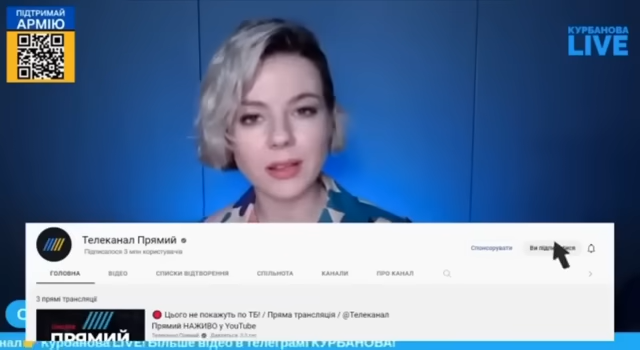 ПІДТРИМАЙ
АРМІЮ
КУРБАНОВА
LIVE
Телеканал Прямий
Підписалося 3 млн користувачів
Спонсорувати
Ви підписалися
ГОЛОВНА ВІДЕО СПИСКИ ВІДТВОРЕННЯ СПІЛЬНОТА КАНАЛИ ПРО КАНАЛ
3 прямі трансляції
Цього не покажуть по ТБ! / Пряма трансляція / @Телеканал
Прямий НАЖИВО у YouTube
ПРЯМИЙ
Курбанова LIVE! Більше відео в телеграмі КУРБАНОВА!